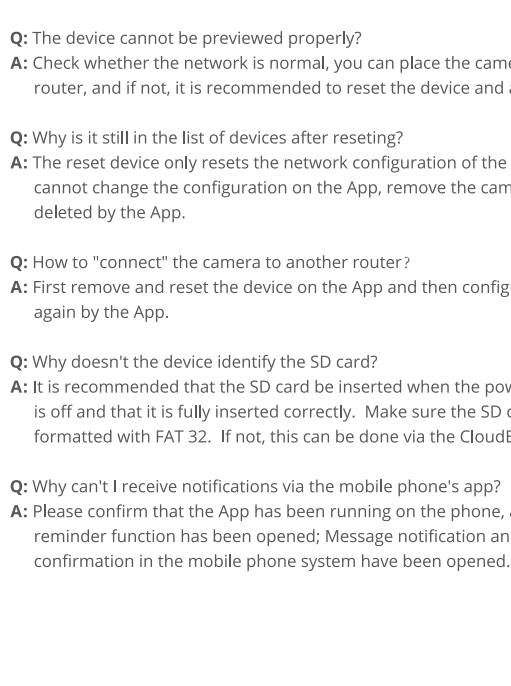 Q: The device cannot be previewed properly?
A: Check whether the network is normal, you can place the came
router, and if not, it is recommended to reset the device and a
Q: Why is it still in the list of devices after reseting?
A: The reset device only resets the network configuration of the
cannot change the configuration on the App, remove the cam
deleted by the App.
Q: How to "connect" the camera to another router?
A: First remove and reset the device on the App and then config
again by the App.
Q: Why doesn't the device identify the SD card?
A: It is recommended that the SD card be inserted when the pow
is off and that it is fully inserted correctly. Make sure the SD c
formatted with FAT 32. If not, this can be done via the CloudE
Q: Why can't I receive notifications via the mobile phone's app?
A: Please confirm that the App has been running on the phone, a
reminder function has been opened; Message notification an
confirmation in the mobile phone system have been opened.